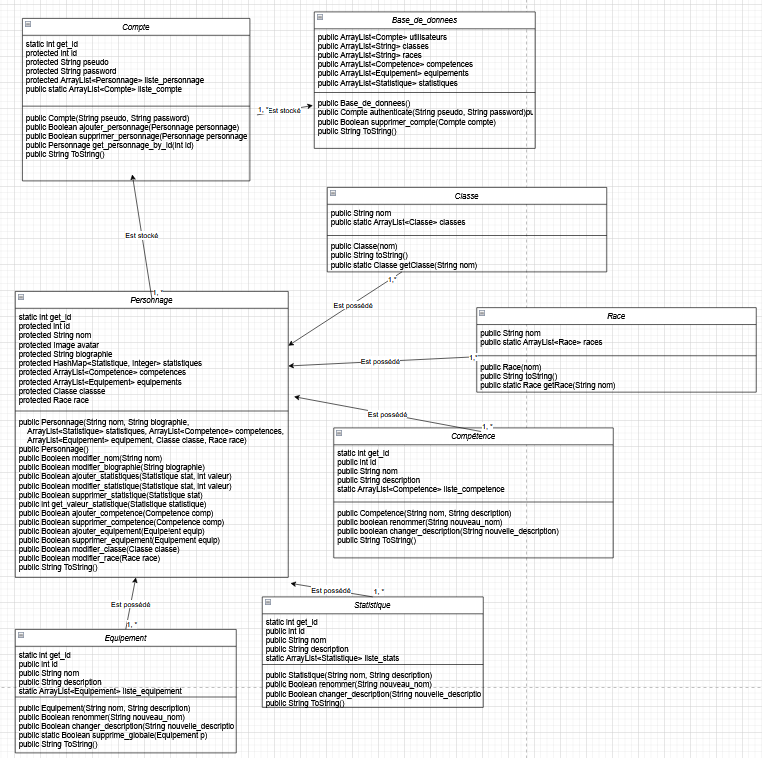 Compte
static int get_id
protected int id
protected String pseudo
protected String password
protected ArrayList<Personnage> liste_personnage
public static ArrayList<Compte> liste_compte
public Compte(String pseudo, String password)
public Boolean ajouter_personnage(Personnage personnage)
public Boolean supprimer_personnage(Personnage personnage
public Personnage get_personnage_by_id(int id)
public String ToString()
1, *
Est stocké
Base_de_donnees
public ArrayList<Compte> utilisateurs
public ArrayList<String> classes
public ArrayList<String> races
public ArrayList<Competence> competences
public ArrayList<Equipement> equipements
public ArrayList<Statistique> statistiques
public Base_de_donnees()
public Compte authenticate(String pseudo, String password)pu
public Boolean supprimer_compte(Compte compte)
public String ToString()
Est stocké
1, *
Classe
public String nom
public static ArrayList<Classe> classes
public Classe(nom)
public String toString()
public static Classe getClasse(String nom)
1,*
Est possédé
Race
public String nom
public static ArrayList<Race> races
public Race(nom)
public String toString()
public static Race getRace(String nom)
1,
Est possédé
Personnage
static int get_id
protected int id
protected String nom
protected Image avatar
protected String biographie
protected HashMap<Statistique, Integer> statistiques
protected ArrayList<Competence> competences
protected ArrayList<Equipement> equipements
protected Classe classse
protected Race race
public Personnage(String nom, String biographie,
ArrayList<Statistique> statistiques, ArrayList<Competence> competences,
ArrayList<Equipement> equipement, Classe classe, Race race)
public Personnage()
public Boolean modifier_nom(String nom)
public Boolean modifier_biographie(String biographie)
public Boolean ajouter_statistiques(Statistique stat, int valeur)
public Boolean modifier_statistique(Statistique stat, int valeur)
public Boolean supprimer_statistique(Statistique stat)
public int get_valeur_statistique(Statistique statistique)
public Boolean ajouter_competence(Competence comp)
public Boolean supprimer_competence(Competence comp)
public Boolean ajouter_equipement(Equipe!ent equip)
public Boolean supprimer_equipement(Equipement equip)
public Boolean modifier_classe(Classe classe)
public Boolean modifier_race(Race race)
public String ToString()
Est possédé
1, *
Compétence
static int get_id
public int id
public String nom
public String description
static ArrayList<Competence> liste_competence
public Competence(String nom, String description)
public boolean renommer(String nouveau_nom)
public boolean changer_description(String nouvelle_description)
public String ToString()
Est possédé
1, *
Statistique
static int get_id
public int id
public String nom
public String description
static ArrayList<Statistique> liste_stats
public Statistique(String nom, String description)
public Boolean renommer(String nouveau_nom)
public Boolean changer_description(String nouvelle_descriptio
public String ToString()
Est possédé
1, *
Equipement
static int get_id
public int id
public String nom
public String description
static ArrayList<Equipement> liste_equipement
public Equipement(String nom, String description)
public Boolean renommer(String nouveau_nom)
public Boolean changer_description(String nouvelle_descriptio
public static Boolean supprime_globale(Equipement p)
public String ToString()